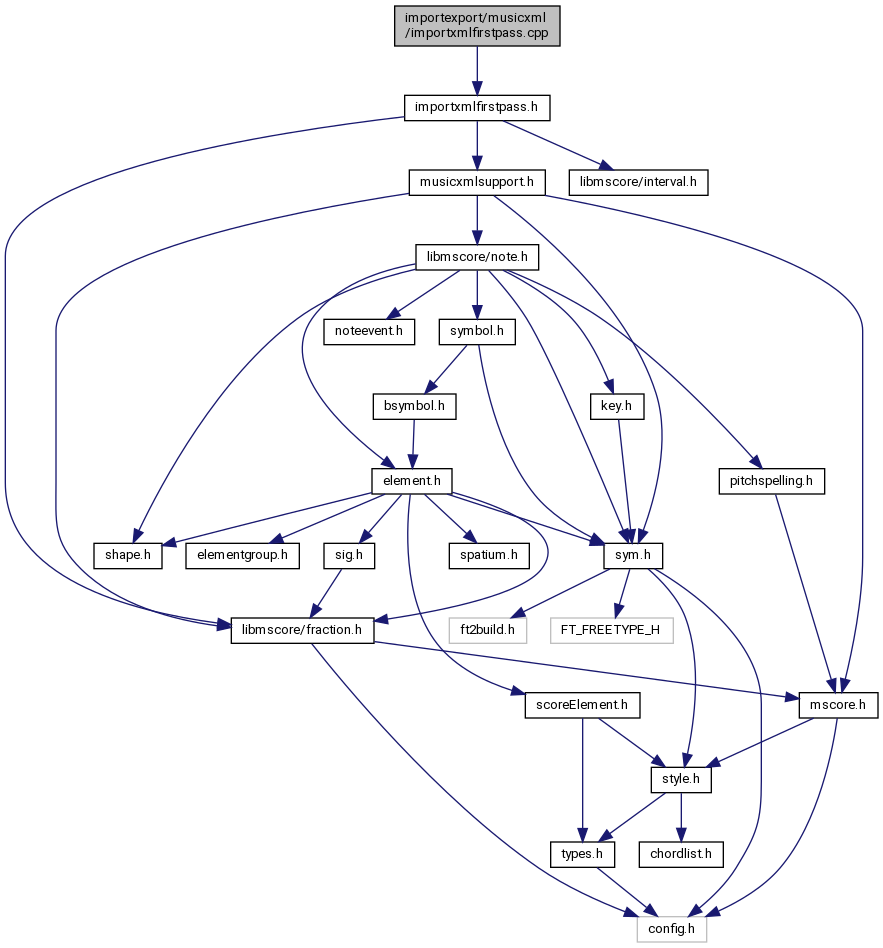 importexport/musicxml
/importxmlfirstpass.cpp
importxmlfirstpass.h
musicxmlsupport.h
libmscore/interval.h
libmscore/note.h
noteevent.h
symbol.h
bsymbol.h
key.h
element.h
pitchspelling.h
shape.h
elementgroup.h
sig.h
spatium.h
sym.h
libmscore/fraction.h
ft2build.h
FT_FREETYPE_H
scoreElement.h
mscore.h
style.h
types.h
chordlist.h
config.h